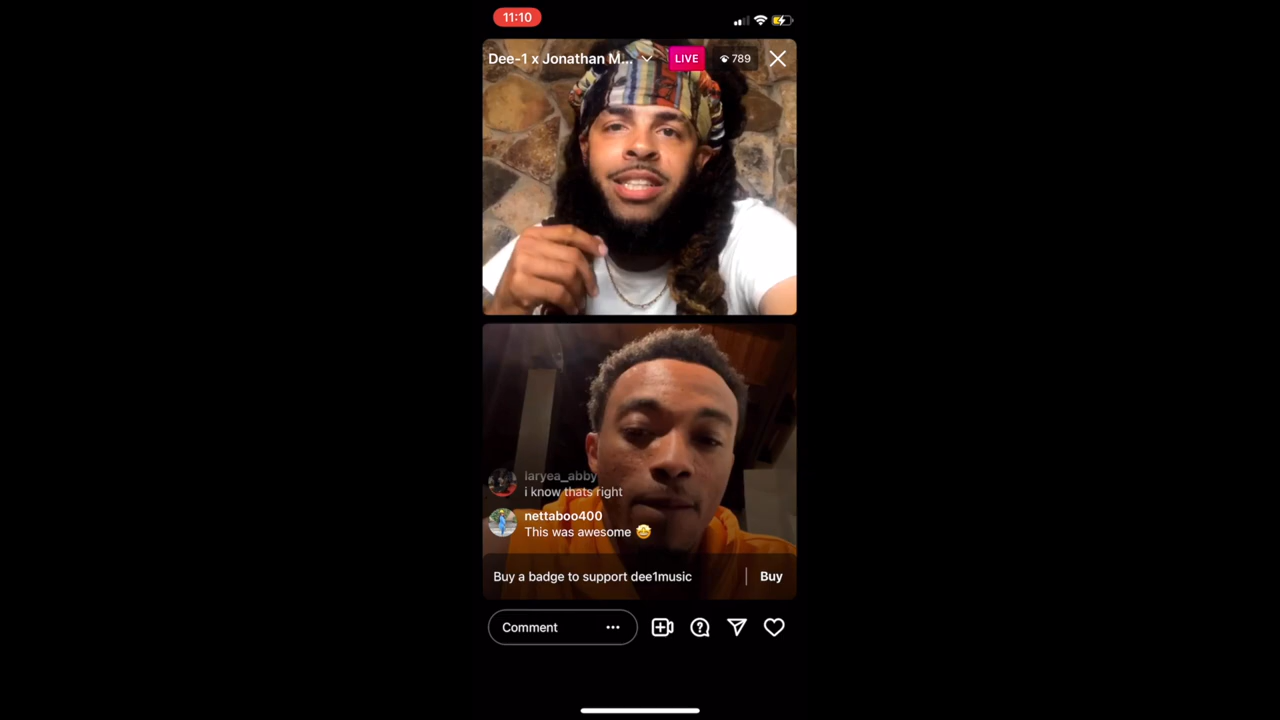 11:10
Dee-1 x Jonathan M... LIVE 789
laryea_abby
i know thats right
nettaboo400
This was awesome 🤩
Buy a badge to support dee1music Buy
Comment